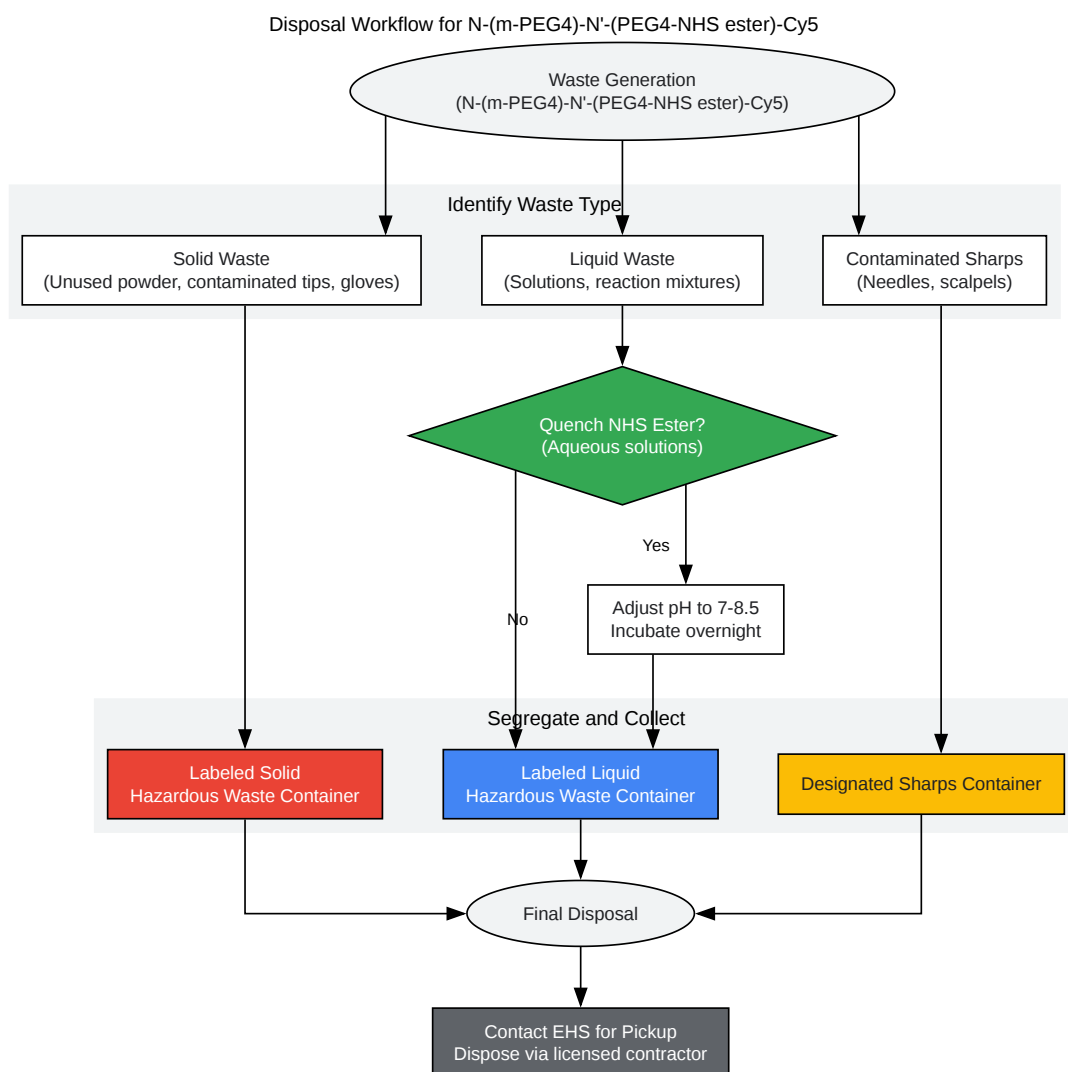 Disposal Workflow for N-(m-PEG4)-N'-(PEG4-NHS ester)-Cy5
Waste Generation
(N-(m-PEG4)-N'-(PEG4-NHS ester)-Cy5)
Identify Waste Type
Solid Waste
(Unused powder, contaminated tips, gloves)
Liquid Waste
(Solutions, reaction mixtures)
Contaminated Sharps
(Needles, scalpels)
Quench NHS Ester?
(Aqueous solutions)
Yes
No
Adjust pH to 7-8.5
Incubate overnight
Segregate and Collect
Labeled Solid
Hazardous Waste Container
Labeled Liquid
Hazardous Waste Container
Designated Sharps Container
Final Disposal
Contact EHS for Pickup
Dispose via licensed contractor